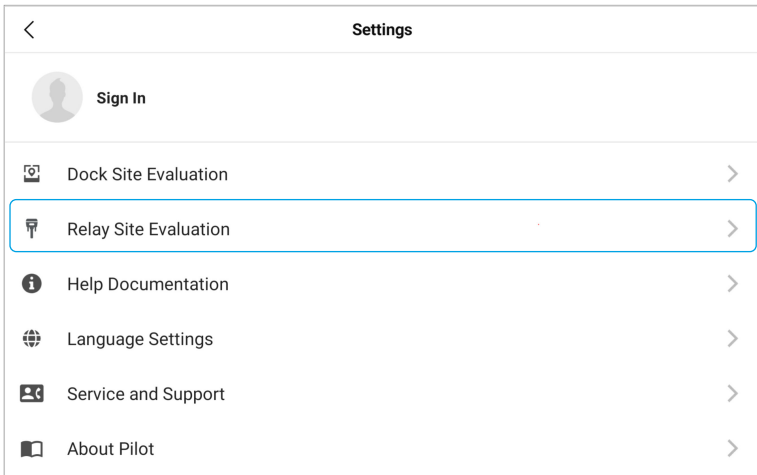 Settings
Sign In
Dock Site Evaluation
Relay Site Evaluation
Help Documentation
Language Settings
Service and Support
About Pilot